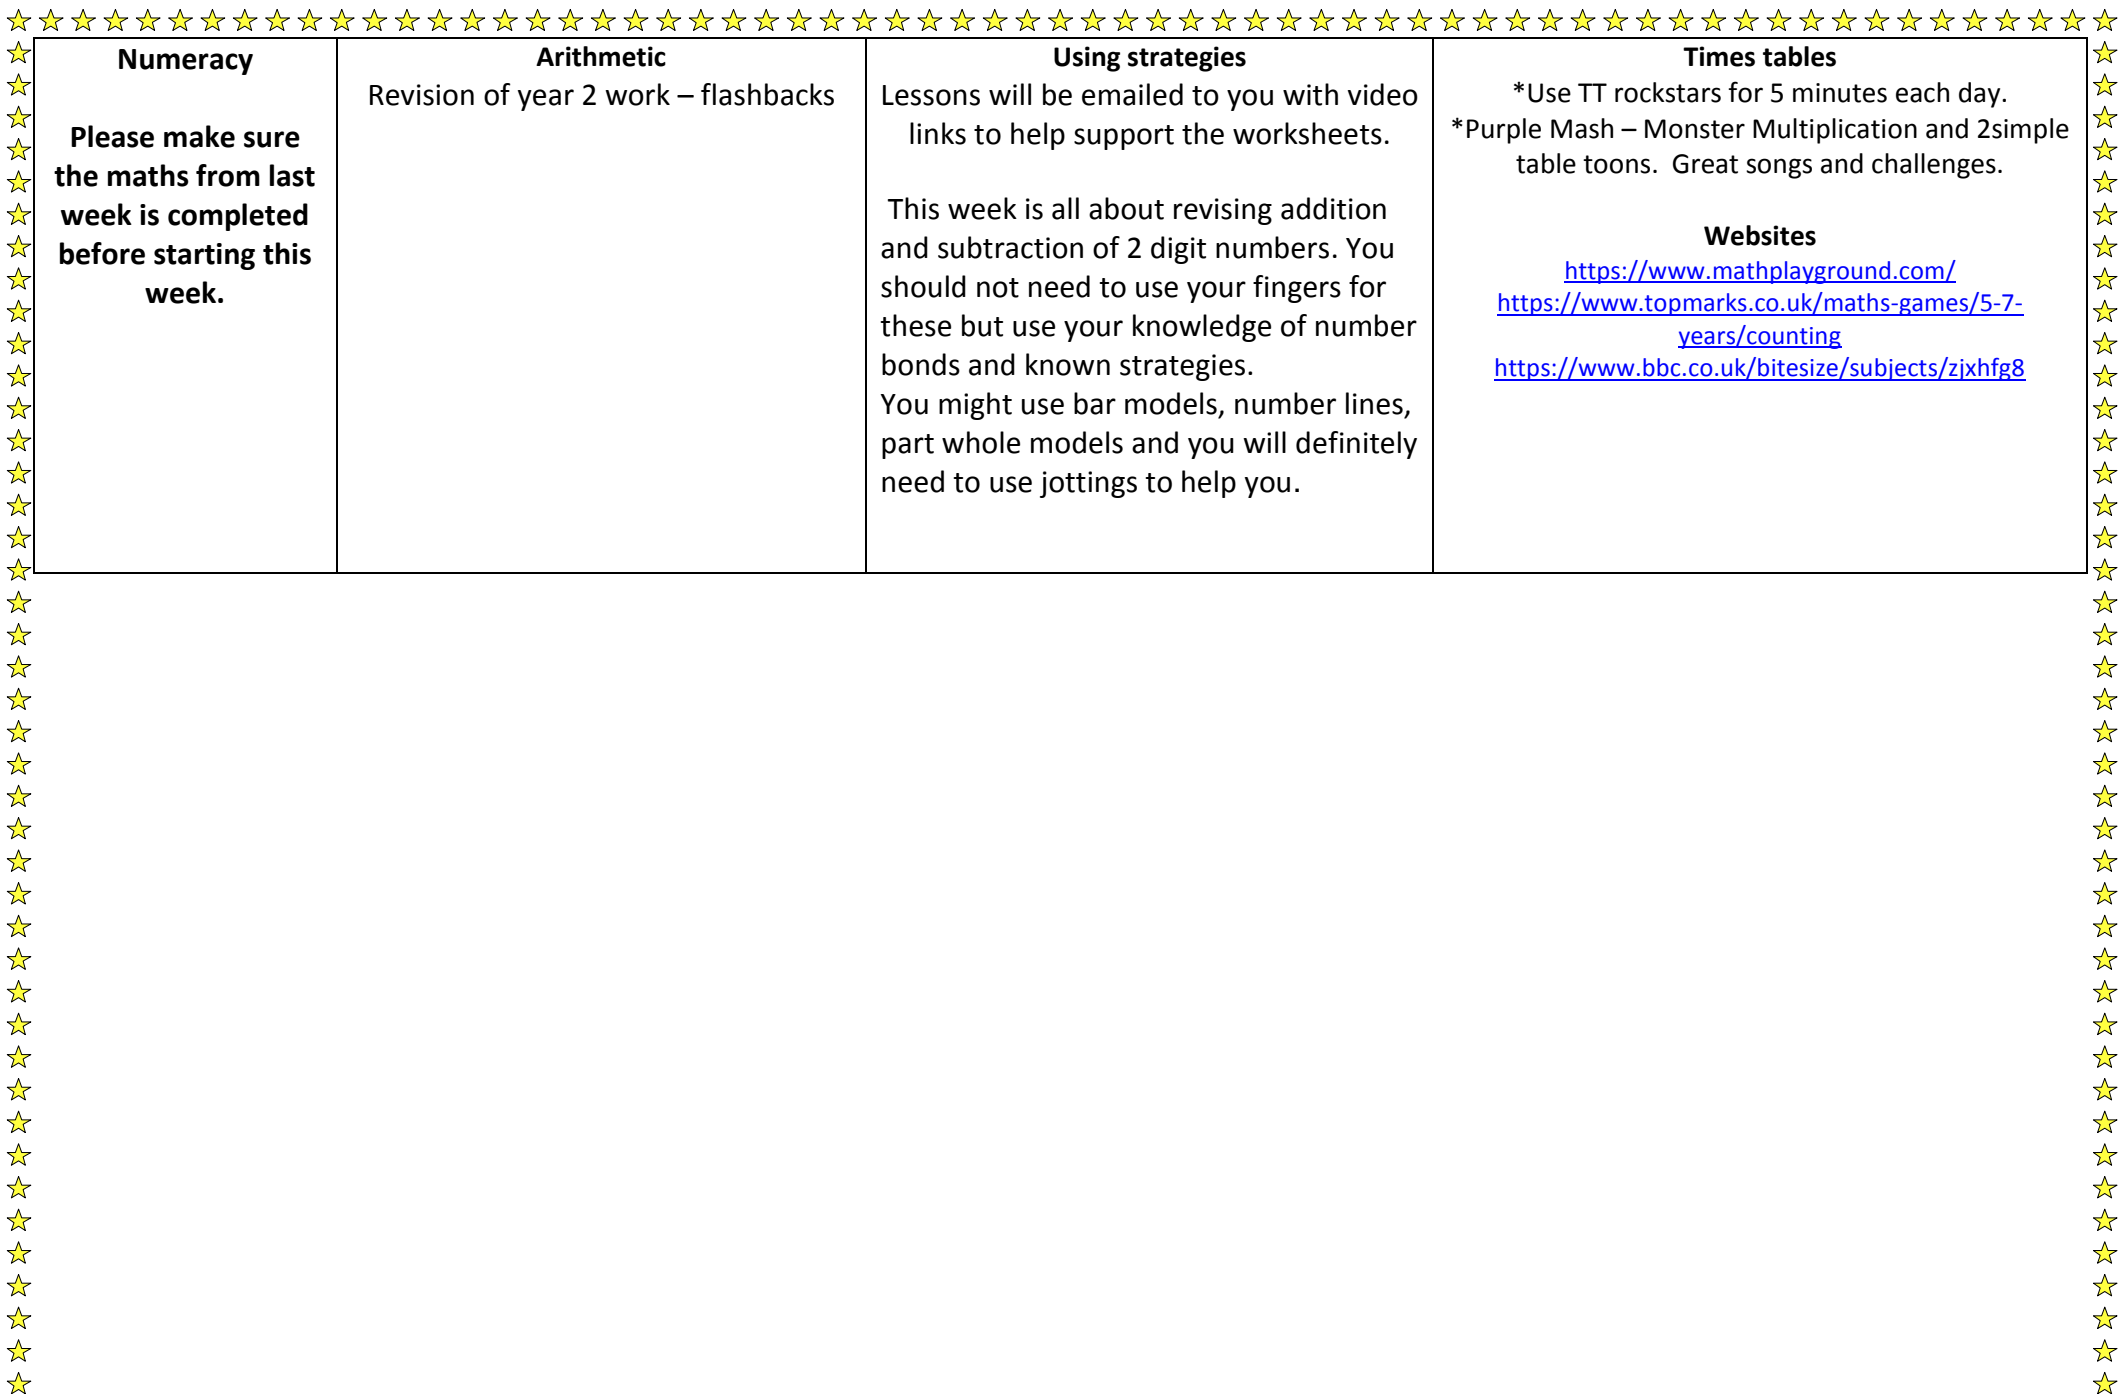 Numeracy
Please make sure
the maths from last
week is completed
before starting this
week.
Arithmetic
Revision of year 2 work – flashbacks
Using strategies
Lessons will be emailed to you with video
links to help support the worksheets.
This week is all about revising addition
and subtraction of 2 digit numbers. You
should not need to use your fingers for
these but use your knowledge of number
bonds and known strategies.
You might use bar models, number lines,
part whole models and you will definitely
need to use jottings to help you.
Times tables
*Use TT rockstars for 5 minutes each day.
*Purple Mash – Monster Multiplication and 2simple
table toons.  Great songs and challenges.
Websites
https://www.mathplayground.com/
https://www.topmarks.co.uk/maths-games/5-7-
years/counting
https://www.bbc.co.uk/bitesize/subjects/zjxhfg8